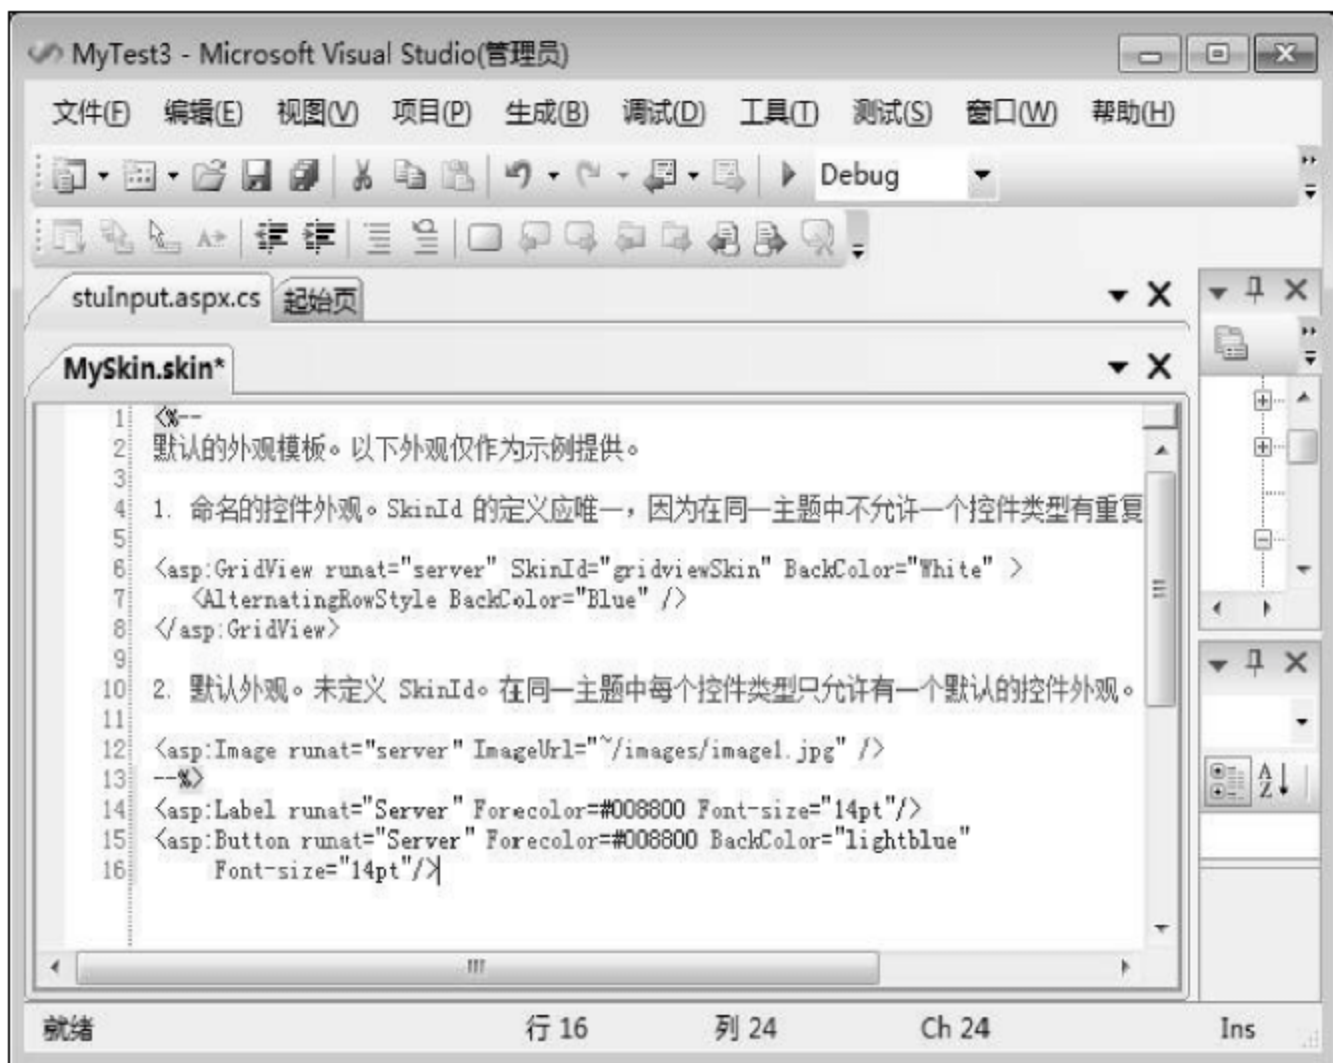 MyTest3 - Microsoft Visual Studio(管理员)
文件(F) 编辑(E) 视图(V) 项目(P) 生成(B) 调试(D) 工具(T) 测试(S) 窗口(W) 帮助(H)
Debug
stuInput.aspx.cs 起始页
MySkin.skin*
1 <%--
2 默认的外观模板。以下外观仅作为示例提供。
3
4 1. 命名的控件外观。SkinId 的定义应唯一，因为在同一主题中不允许一个控件类型有重复
5
6 <asp:GridView runat="server" SkinId="gridviewSkin" BackColor="White" >
7 <AlternatingRowStyle BackColor="Blue" />
8 </asp:GridView>
9
10 2. 默认外观。未定义 SkinId。在同一主题中每个控件类型只允许有一个默认的控件外观。
11
12 <asp:Image runat="server" ImageUrl="~/images/image1.jpg" />
13 --%>
14 <asp:Label runat="Server" Forecolor=#008800 Font-size="14pt"/>
15 <asp:Button runat="Server" Forecolor=#008800 BackColor="lightblue"
16 Font-size="14pt"/>
就绪 行 16 列 24 Ch 24 Ins